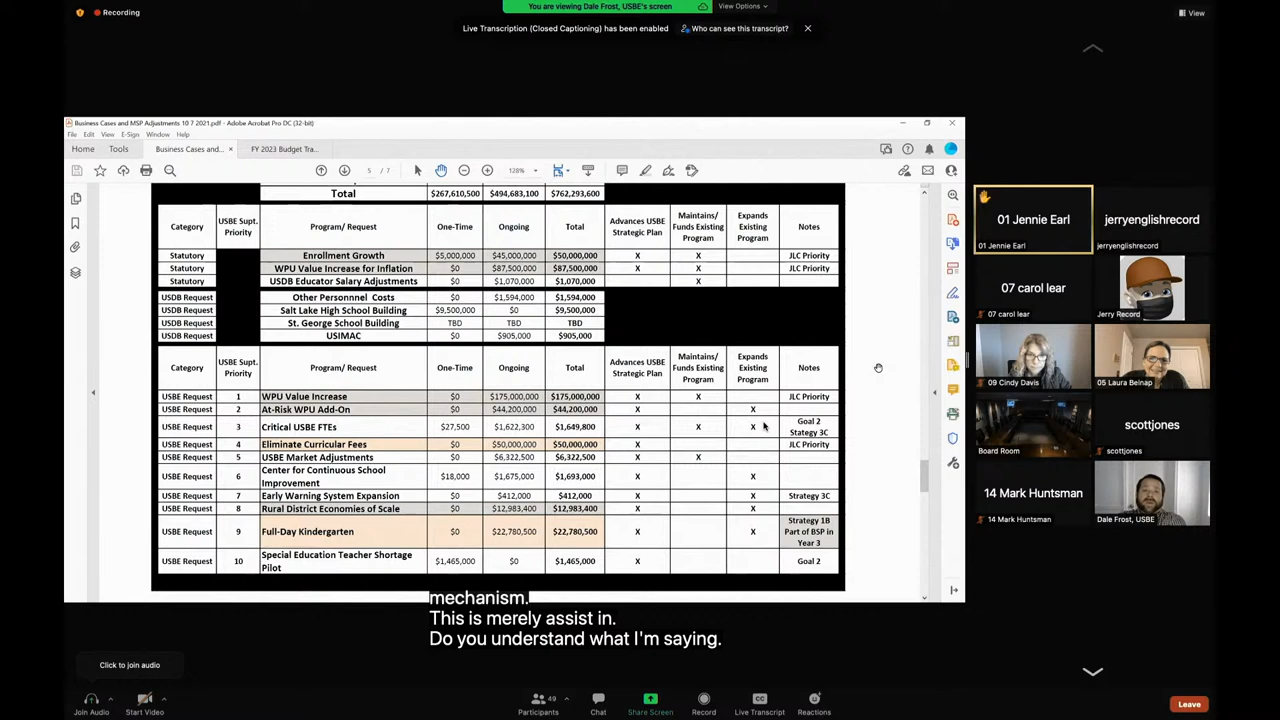 Recording
You are viewing Dale Frost, USBE's screen
View Options
View
Live Transcription (Closed Captioning) has been enabled
Who can see this transcript?
Business Cases and MSP Adjustments 10 7 2021.pdf - Adobe Acrobat Pro DC (32-bit)
File Edit View E-Sign Window Help
Home Tools Business Cases and... × FY 2023 Budget Tra...
5 / 7 128%
Total $267,610,500 $494,683,100 $762,293,600
Category USBE Supt. Priority Program/ Request One-Time Ongoing Total Advances USBE Strategic Plan Maintains/ Funds Existing Program Expands Existing Program Notes
Statutory Enrollment Growth $5,000,000 $45,000,000 $50,000,000 X X JLC Priority
Statutory WPU Value Increase for Inflation $0 $87,500,000 $87,500,000 X X JLC Priority
Statutory USDB Educator Salary Adjustments $0 $1,070,000 $1,070,000 X
USDB Request Other Personnnel Costs $0 $1,594,000 $1,594,000
USDB Request Salt Lake High School Building $9,500,000 $0 $9,500,000
USDB Request St. George School Building TBD TBD TBD
USDB Request USIMAC $0 $905,000 $905,000
Category USBE Supt. Priority Program/ Request One-Time Ongoing Total Advances USBE Strategic Plan Maintains/ Funds Existing Program Expands Existing Program Notes
USBE Request 1 WPU Value Increase $0 $175,000,000 $175,000,000 X X JLC Priority
USBE Request 2 At-Risk WPU Add-On $0 $44,200,000 $44,200,000 X X
USBE Request 3 Critical USBE FTEs $27,500 $1,622,300 $1,649,800 X X X Goal 2 Stategy 3C
USBE Request 4 Eliminate Curricular Fees $0 $50,000,000 $50,000,000 X JLC Priority
USBE Request 5 USBE Market Adjustments $0 $6,322,500 $6,322,500 X X
USBE Request 6 Center for Continuous School Improvement $18,000 $1,675,000 $1,693,000 X X
USBE Request 7 Early Warning System Expansion $0 $412,000 $412,000 X X Strategy 3C
USBE Request 8 Rural District Economies of Scale $0 $12,983,400 $12,983,400 X X
USBE Request 9 Full-Day Kindergarten $0 $22,780,500 $22,780,500 X X Strategy 1B Part of BSP in Year 3
USBE Request 10 Special Education Teacher Shortage Pilot $1,465,000 $0 $1,465,000 X Goal 2
mechanism.
This is merely assist in.
Do you understand what I'm saying.
01 Jennie Earl
01 Jennie Earl
jerryenglishrecord
jerryenglishrecord
07 carol lear
07 carol lear
Jerry Record
09 Cindy Davis
05 Laura Belnap
Board Room
scottjones
scottjones
14 Mark Huntsman
14 Mark Huntsman
Dale Frost, USBE
Click to join audio
Join Audio
Start Video
49
Participants
Chat
Share Screen
Record
CC
Live Transcript
Reactions
Leave